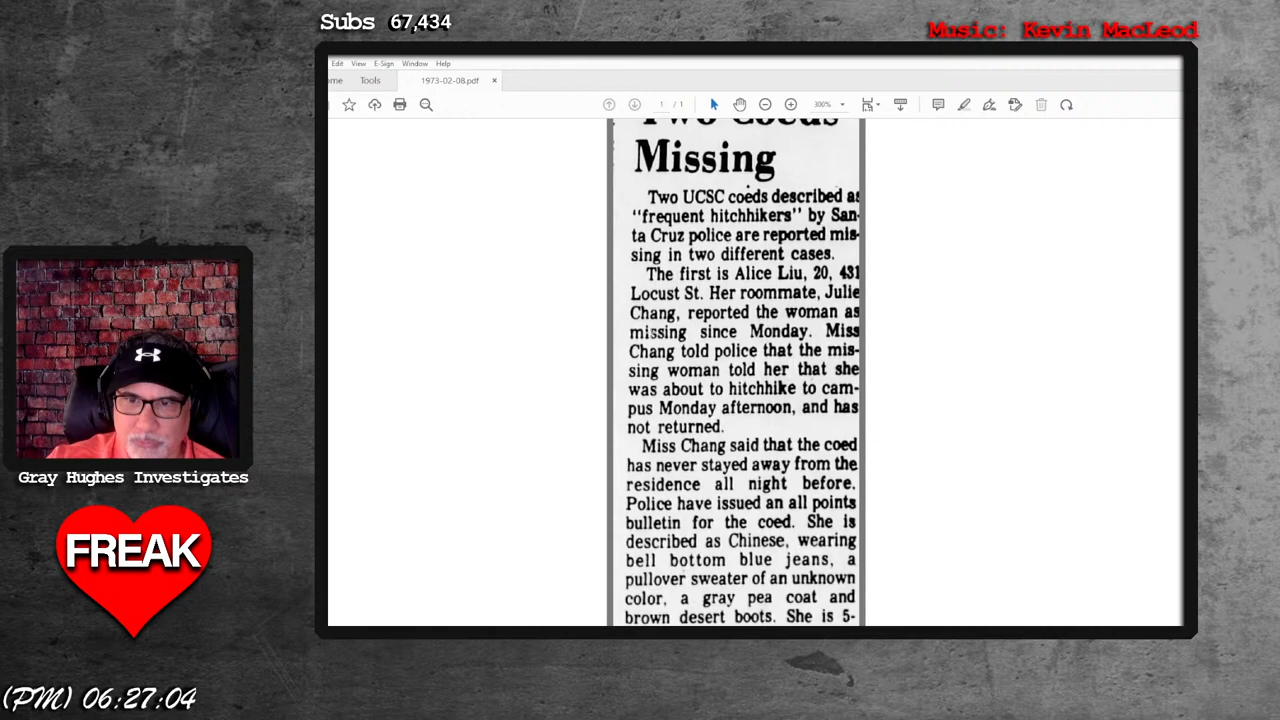 Subs 67,434
Music: Kevin MacLeod
Edit View E-Sign Window Help
ome Tools 1973-02-08.pdf ×
1 / 1 300%
Two Coeds
Missing
Two UCSC coeds described as
"frequent hitchhikers" by San-
ta Cruz police are reported mis-
sing in two different cases.
The first is Alice Liu, 20, 431
Locust St. Her roommate, Julie
Chang, reported the woman as
missing since Monday. Miss
Chang told police that the mis-
sing woman told her that she
was about to hitchhike to cam-
pus Monday afternoon, and has
not returned.
Miss Chang said that the coed
has never stayed away from the
residence all night before.
Police have issued an all points
bulletin for the coed. She is
described as Chinese, wearing
bell bottom blue jeans, a
pullover sweater of an unknown
color, a gray pea coat and
brown desert boots. She is 5-
Gray Hughes Investigates
FREAK
(PM) 06:27:04